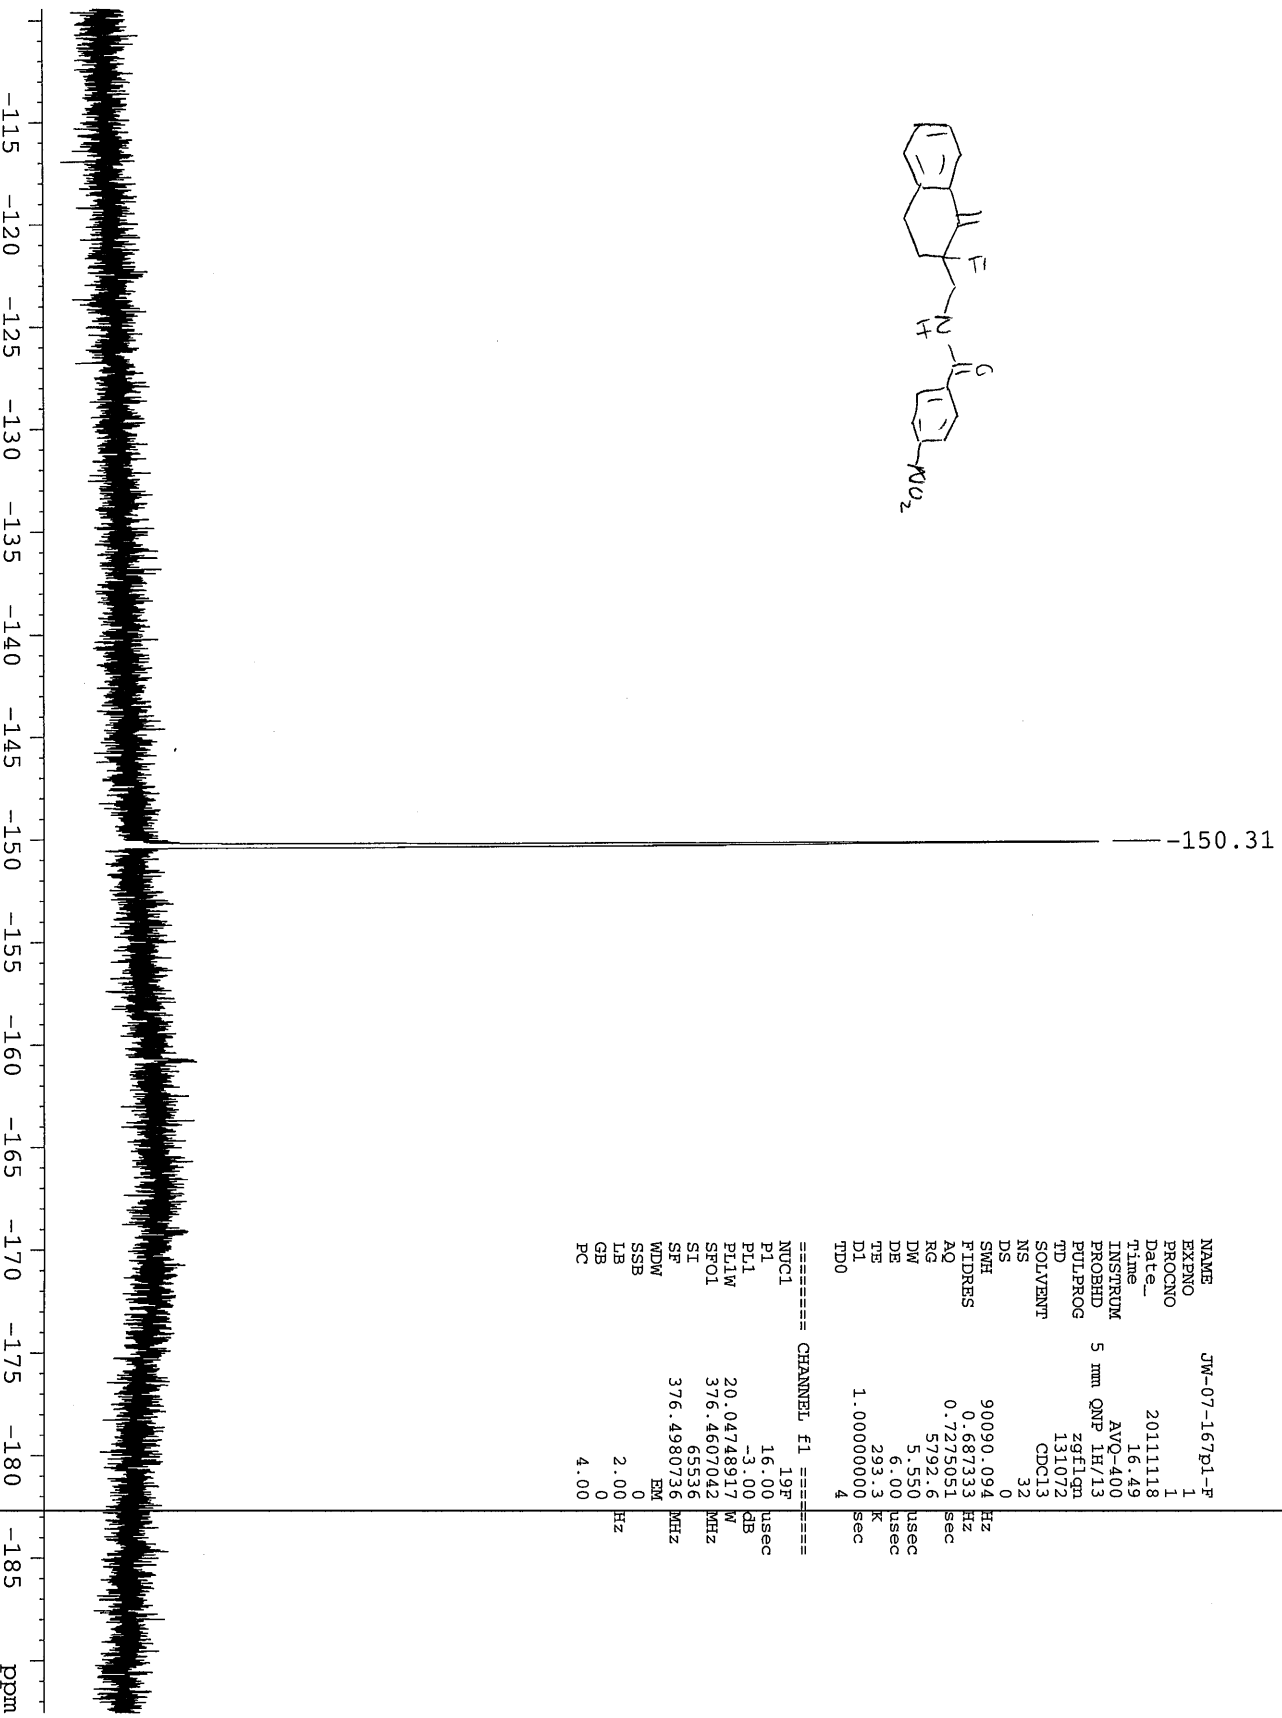 F
N
H
O
NO2
-150.31
NAME JW-07-167p1-F
EXPNO 1
PROCNO 1
Date_ 20111118
Time 16.49
INSTRUM AVQ-400
PROBHD 5 mm QNP 1H/13
PULPROG zgflqn
TD 131072
SOLVENT CDCl3
NS 32
DS 0
SWH 90090.094 Hz
FIDRES 0.687333 Hz
AQ 0.7275051 sec
RG 5792.6
DW 5.550 usec
DE 6.00 usec
TE 293.3 K
D1 1.00000000 sec
TD0 4
======== CHANNEL f1 ========
NUC1 19F
P1 16.00 usec
PL1 -3.00 dB
PL1W 20.04748917 W
SFO1 376.4607042 MHz
SI 65536
SF 376.4980736 MHz
WDW EM
SSB 0
LB 2.00 Hz
GB 0
PC 4.00
-115 -120 -125 -130 -135 -140 -145 -150 -155 -160 -165 -170 -175 -180 -185 ppm